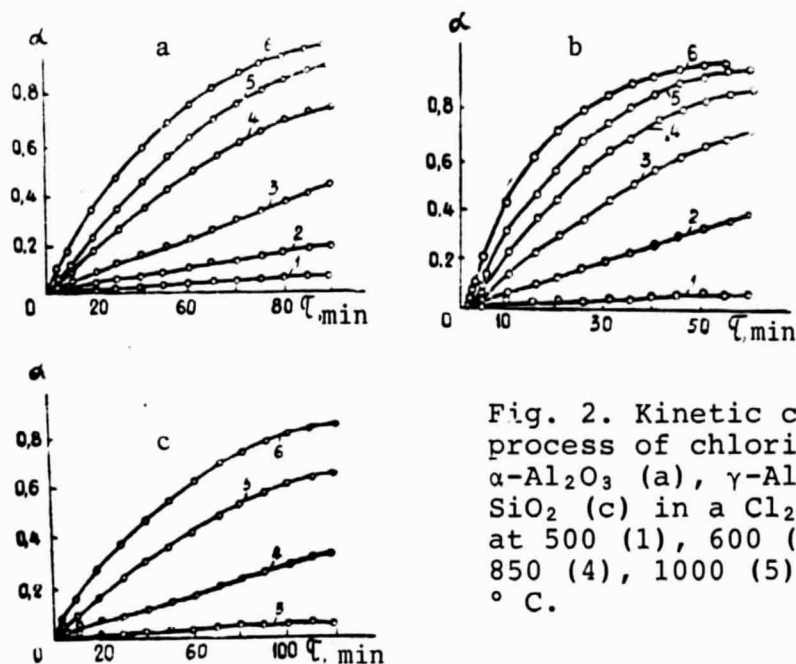 α
a
6
5
4
3
2
1
0,8
0,6
0,4
0,2
0
20
60
80
τ, min
α
b
6
5
4
3
2
1
0,8
0,6
0,4
0.2
0
10
30
50
τ, min
α
c
6
5
4
3
0,8
0,6
0,4
0.2
0
20
60
100
τ, min
Fig. 2. Kinetic c
process of chlori
α-Al₂O₃ (a), γ-Al
SiO₂ (c) in a Cl₂
at 500 (1), 600 (
850 (4), 1000 (5)
° C.